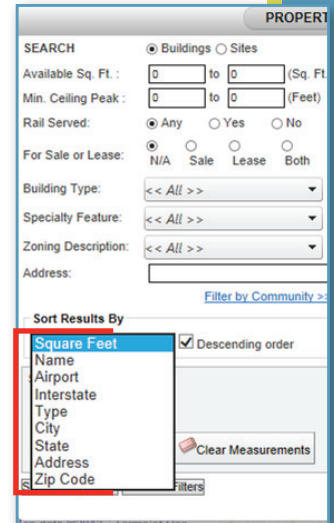 PROPERT
SEARCH Buildings Sites
Available Sq. Ft. : 0 to 0 (Sq. Ft.
Min. Ceiling Peak : 0 to 0 (Feet)
Rail Served: Any Yes No
For Sale or Lease: N/A Sale Lease Both
Building Type: << All >>
Specialty Feature: << All >>
Zoning Description: << All >>
Address:
Filter by Community >>
Sort Results By
Square Feet Descending order
Name
Airport
Interstate
Type
City
State
Address Clear Measurements
Zip Code